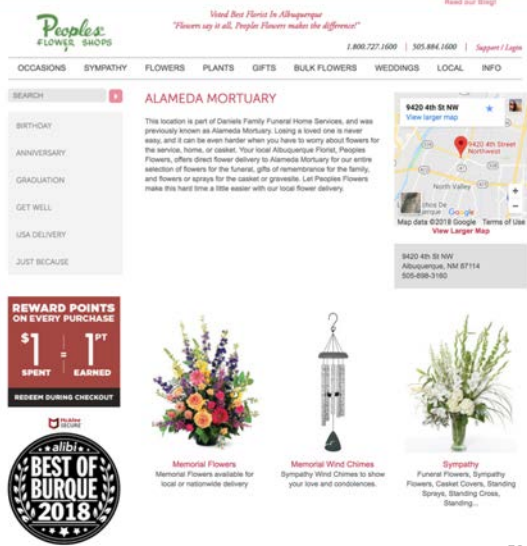 Read our Blog!
Peoples
FLOWER SHOPS
Voted Best Florist In Albuquerque
"Flowers say it all, Peoples Flowers makes the difference!"
1.800.727.1600 | 505.884.1600 | Support / Login
OCCASIONS SYMPATHY FLOWERS PLANTS GIFTS BULK FLOWERS WEDDINGS LOCAL INFO
SEARCH
BIRTHDAY
ANNIVERSARY
GRADUATION
GET WELL
USA DELIVERY
JUST BECAUSE
ALAMEDA MORTUARY
This location is part of Daniels Family Funeral Home Services, and was
previously known as Alameda Mortuary. Losing a loved one is never
easy, and it can be even harder when you have to worry about flowers for
the service, home, or casket. Your local Albuquerque Florist, Peoples
Flowers, offers direct flower delivery to Alameda Mortuary for our entire
selection of flowers for the funeral, gifts of remembrance for the family,
and flowers or sprays for the casket or gravesite. Let Peoples Flowers
make this hard time a little easier with our local flower delivery.
9420 4th St NW
View larger map
9420 4th Street
Northwest
North Valley
Google
Map data ©2018 Google Terms of Use
View Larger Map
9420 4th St NW
Albuquerque, NM 87114
505-898-3160
REWARD POINTS
ON EVERY PURCHASE
$1 = 1PT
SPENT EARNED
REDEEM DURING CHECKOUT
McAfee
SECURE
alibi
BEST OF
BURQUE
2018
Memorial Flowers
Memorial Flowers available for
local or nationwide delivery
Memorial Wind Chimes
Sympathy Wind Chimes to show
your love and condolences.
Sympathy
Funeral Flowers, Sympathy
Flowers, Casket Covers, Standing
Sprays, Standing Cross,
Standing...